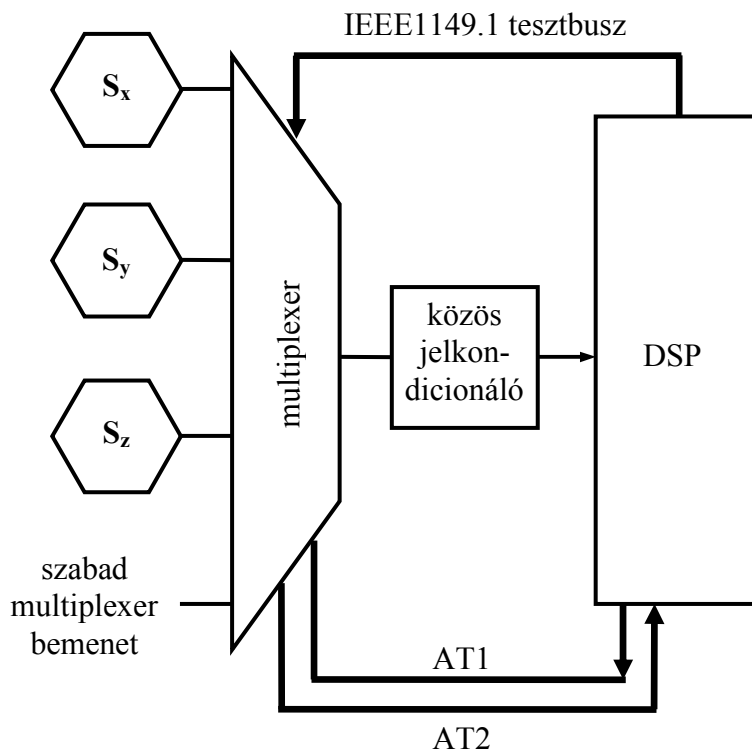 IEEE1149.1 tesztbusz
Sx
Sy
Sz
multiplexer
közös
jelkon-
dicionáló
DSP
szabad
multiplexer
bemenet
AT1
AT2